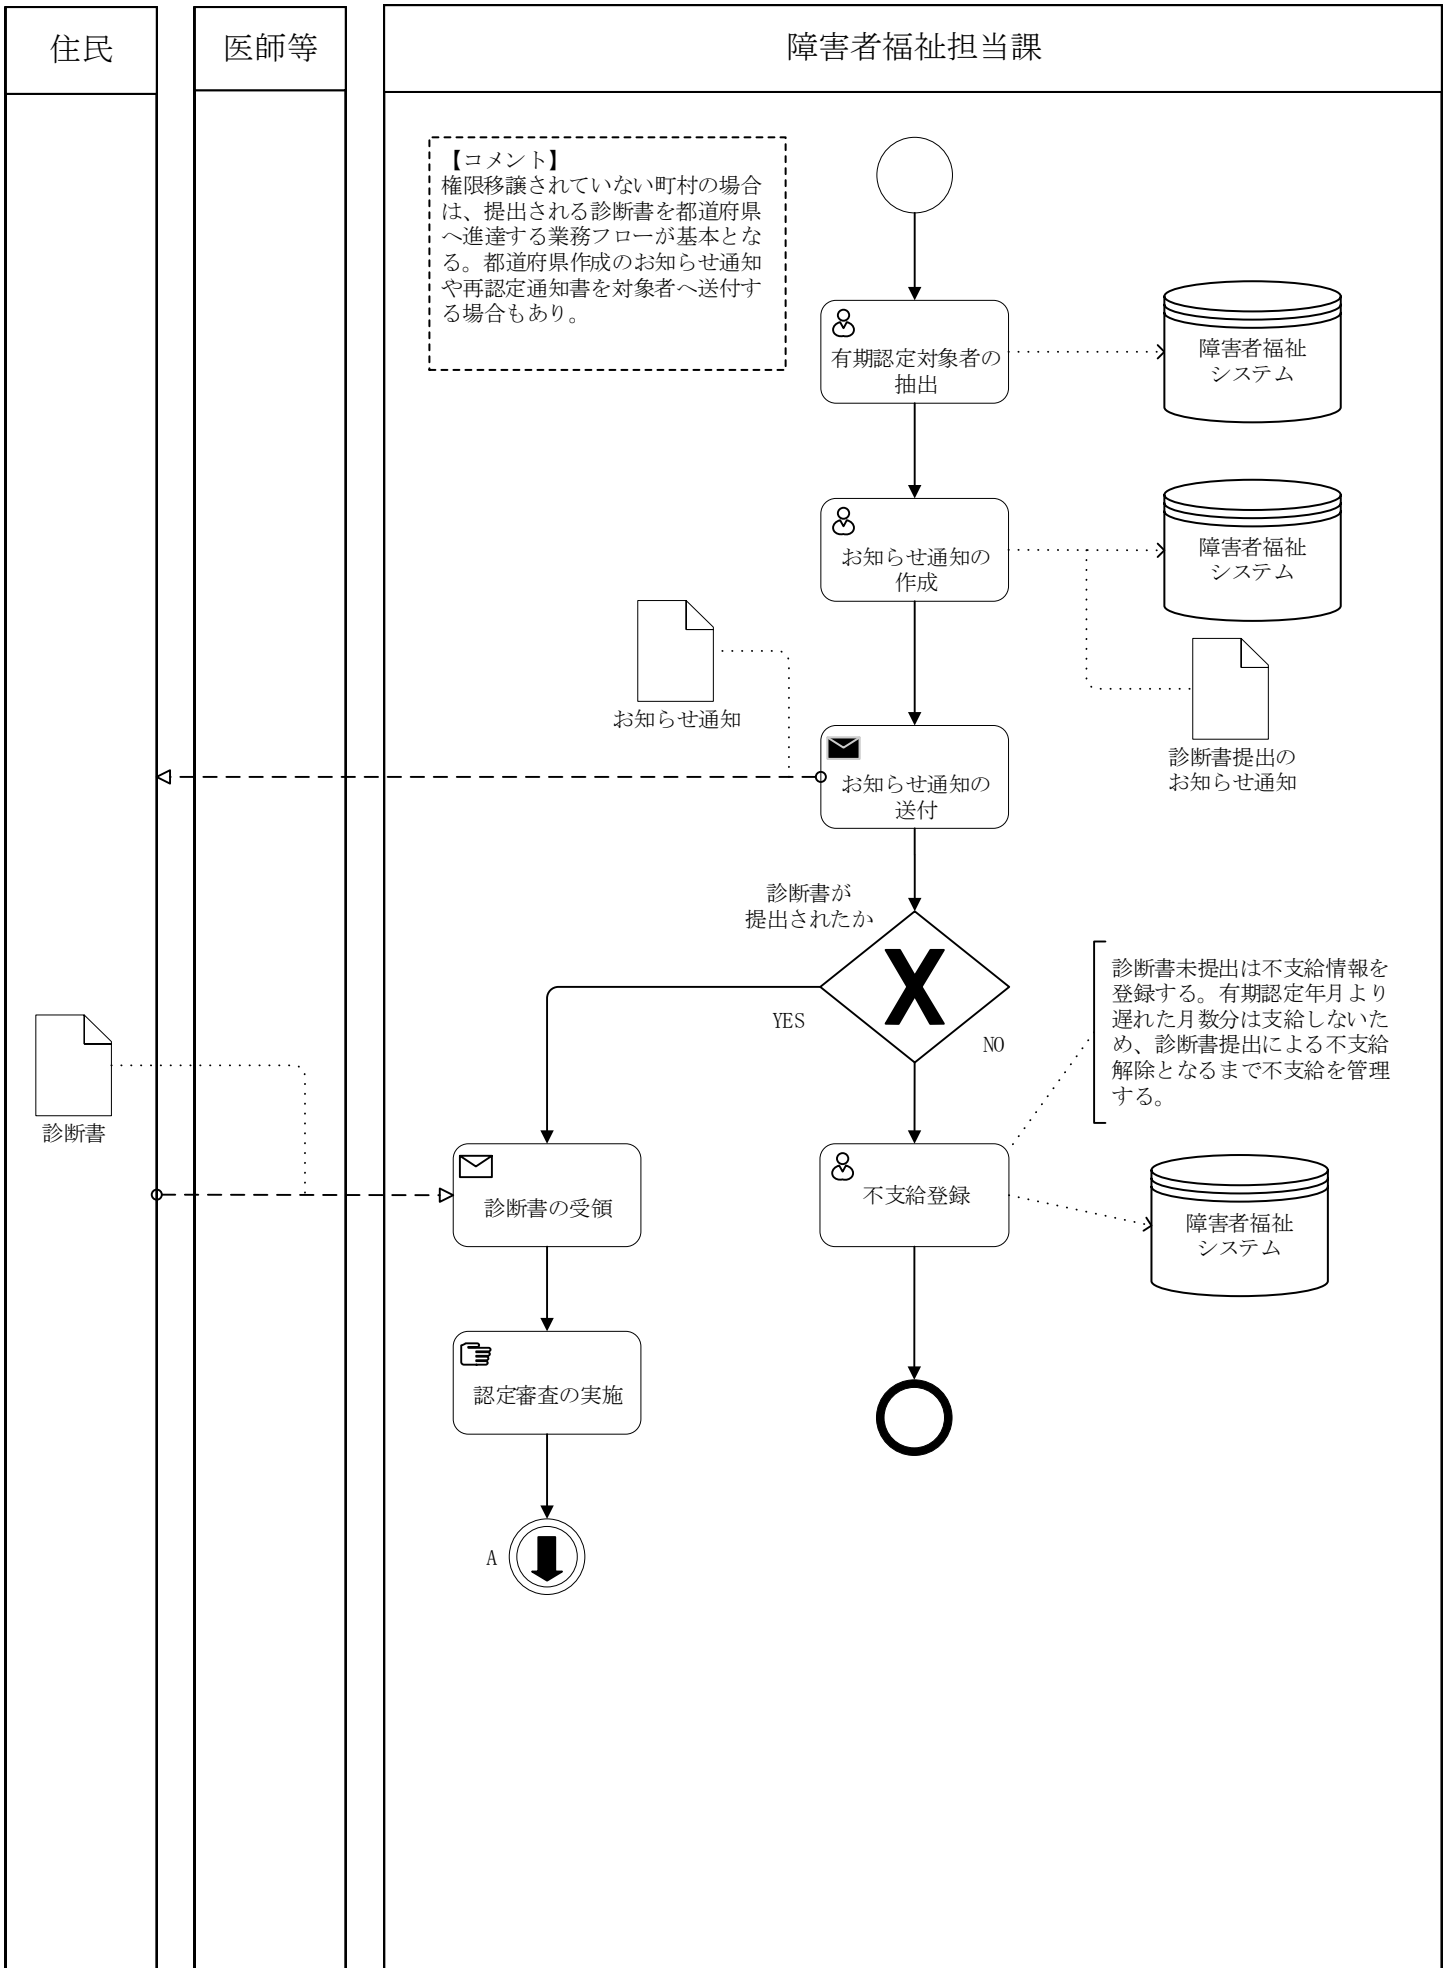 住民
医師等
障害者福祉担当課
【コメント】
権限移譲されていない町村の場合
は、提出される診断書を都道府県
へ進達する業務フローが基本とな
る。都道府県作成のお知らせ通知
や再認定通知書を対象者へ送付す
る場合もあり。
有期認定対象者の
抽出
障害者福祉
システム
お知らせ通知の
作成
障害者福祉
システム
お知らせ通知
診断書提出の
お知らせ通知
お知らせ通知の
送付
診断書が
提出されたか
YES
NO
診断書未提出は不支給情報を
登録する。有期認定年月より
遅れた月数分は支給しないた
め、診断書提出による不支給
解除となるまで不支給を管理
する。
診断書
診断書の受領
不支給登録
障害者福祉
システム
認定審査の実施
A